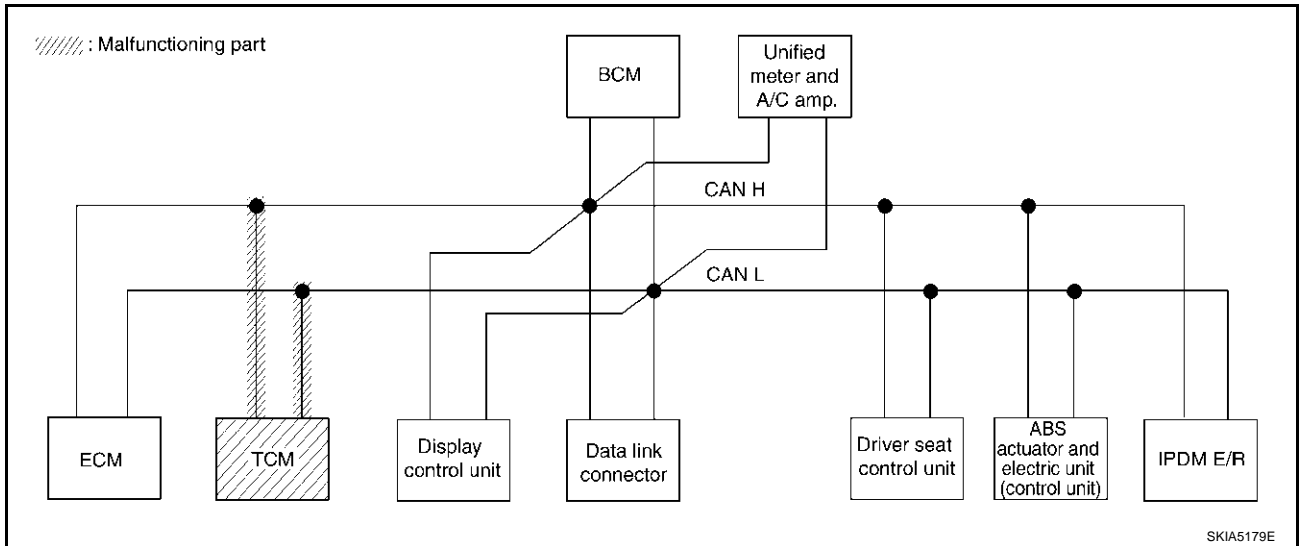 : Malfunctioning part
BCM
Unified
meter and
A/C amp.
CAN H
CAN L
ECM
TCM
Display
control unit
Data link
connector
Driver seat
control unit
ABS
actuator and
electric unit
(control unit)
IPDM E/R
SKIA5179E